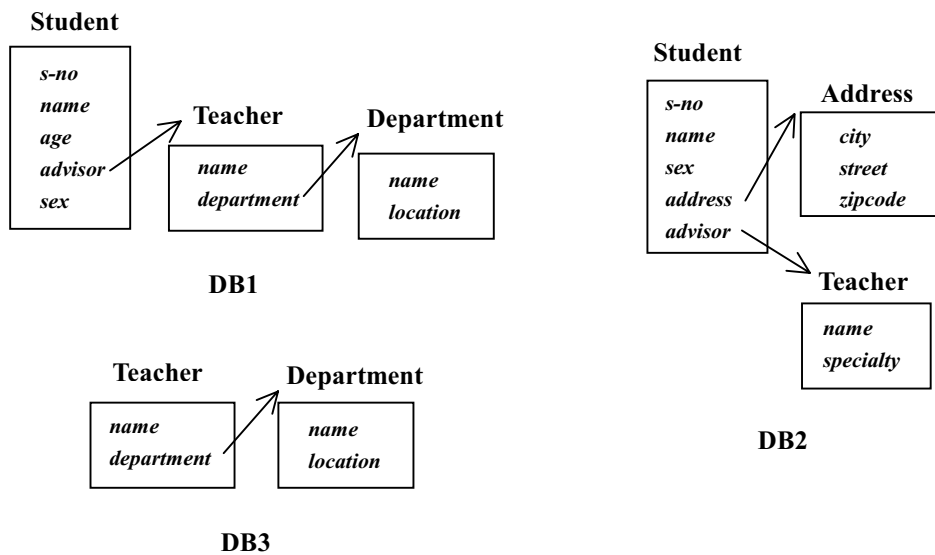 Student
s-no
name
age
advisor
sex
Teacher
name
department
Department
name
location
DB1
Student
s-no
name
sex
address
advisor
Address
city
street
zipcode
Teacher
name
specialty
DB2
Teacher
name
department
Department
name
location
DB3